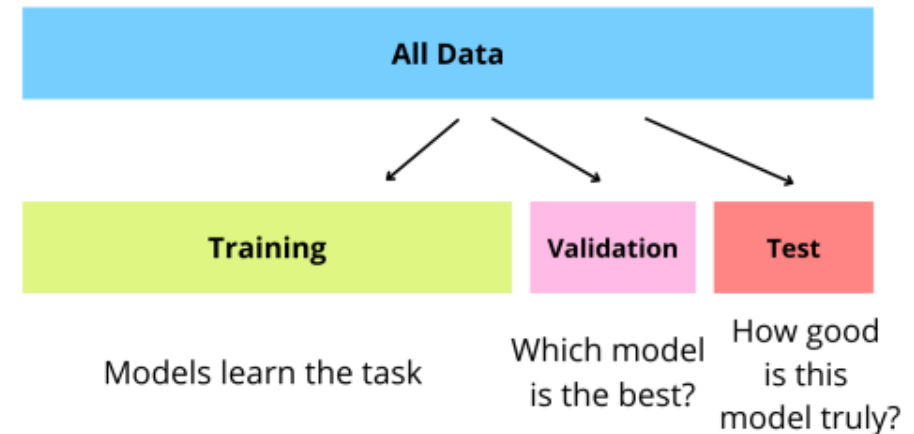 All Data
Training
Validation
Test
Models learn the task
Which model
is the best?
How good
is this
model truly?